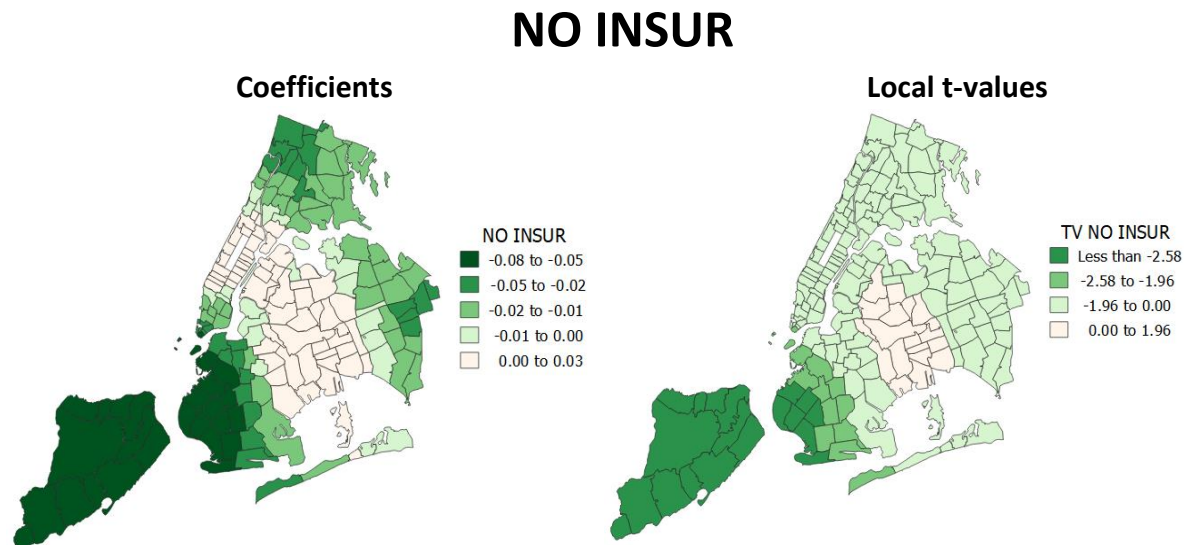 NO INSUR
Coefficients
Local t-values
NO INSUR
-0.08 to -0.05
-0.05 to -0.02
-0.02 to -0.01
-0.01 to 0.00
0.00 to 0.03
TV NO INSUR
Less than -2.58
-2.58 to -1.96
-1.96 to 0.00
0.00 to 1.96